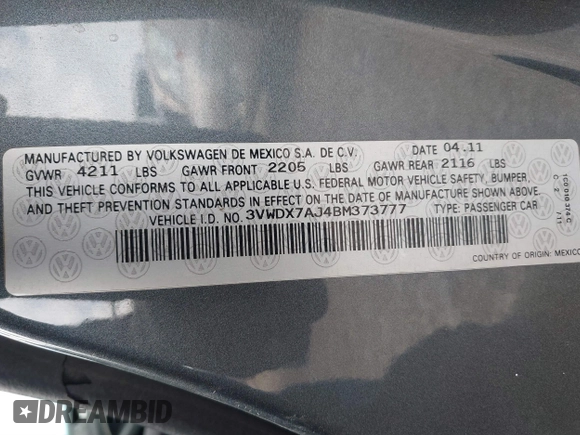 MANUFACTURED BY VOLKSWAGEN DE MEXICO S.A. DE C.V. DATE 04.11
GVWR 4211 LBS GAWR FRONT 2205 LBS GAWR REAR 2116 LBS
THIS VEHICLE CONFORMS TO ALL APPLICABLE U.S. FEDERAL MOTOR VEHICLE SAFETY, BUMPER,
AND THEFT PREVENTION STANDARDS IN EFFECT ON THE DATE OF MANUFACTURE SHOWN ABOVE.
VEHICLE I.D. NO. 3VWDX7AJ4BM373777 TYPE: PASSENGER CAR
COUNTRY OF ORIGIN: MEXICO
DREAMBID